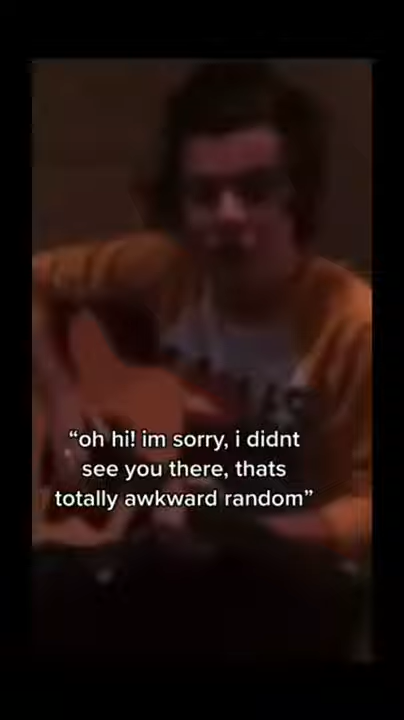 “oh hi! im sorry, i didnt
see you there, thats
totally awkward random”